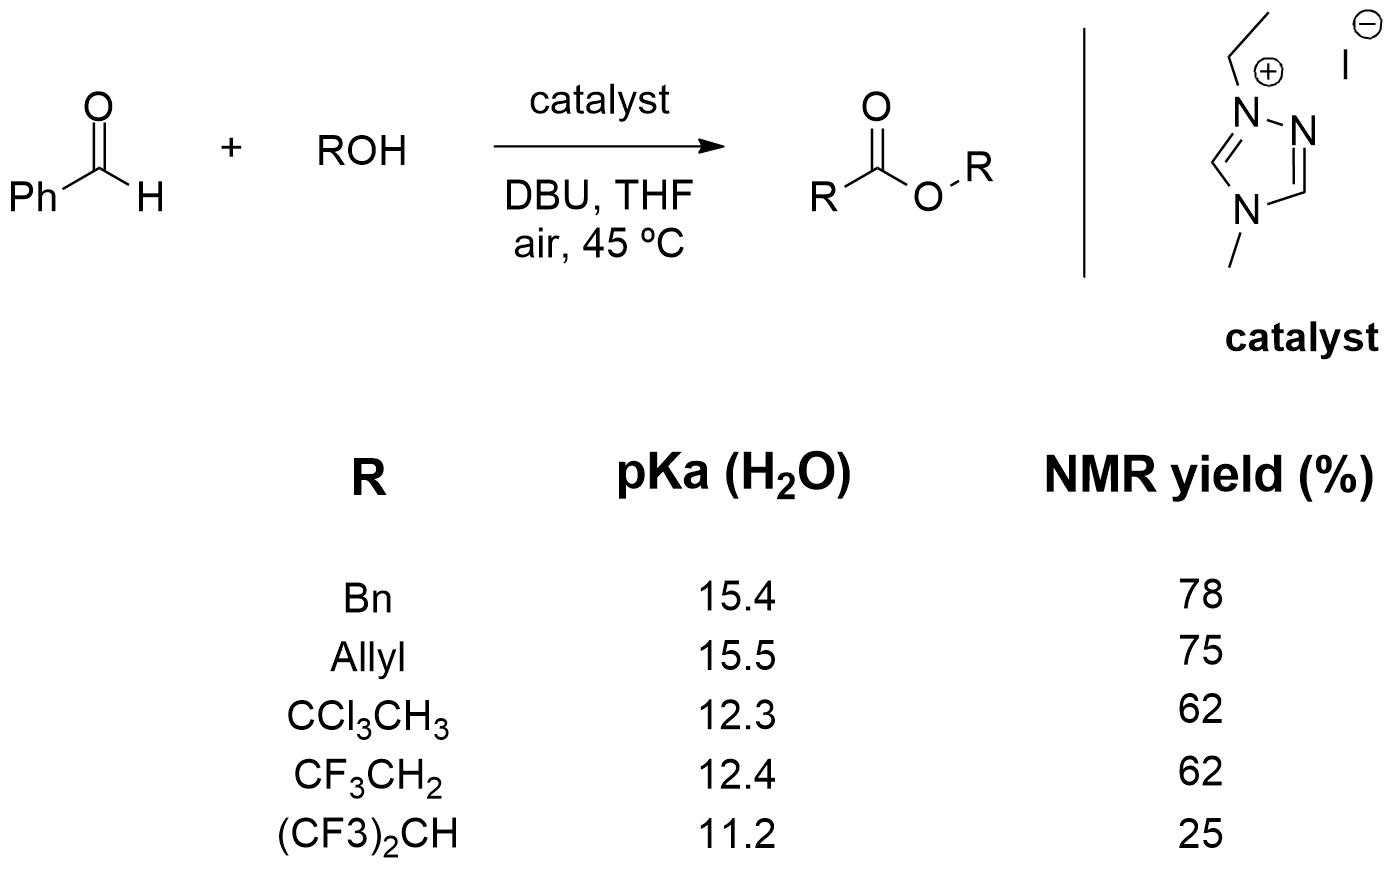 O
Ph H
+
ROH
catalyst
DBU, THF
air, 45 ºC
O
R O R
N + N
N
I −
catalyst
R pKa (H2O) NMR yield (%)
Bn 15.4 78
Allyl 15.5 75
CCl3CH3 12.3 62
CF3CH2 12.4 62
(CF3)2CH 11.2 25